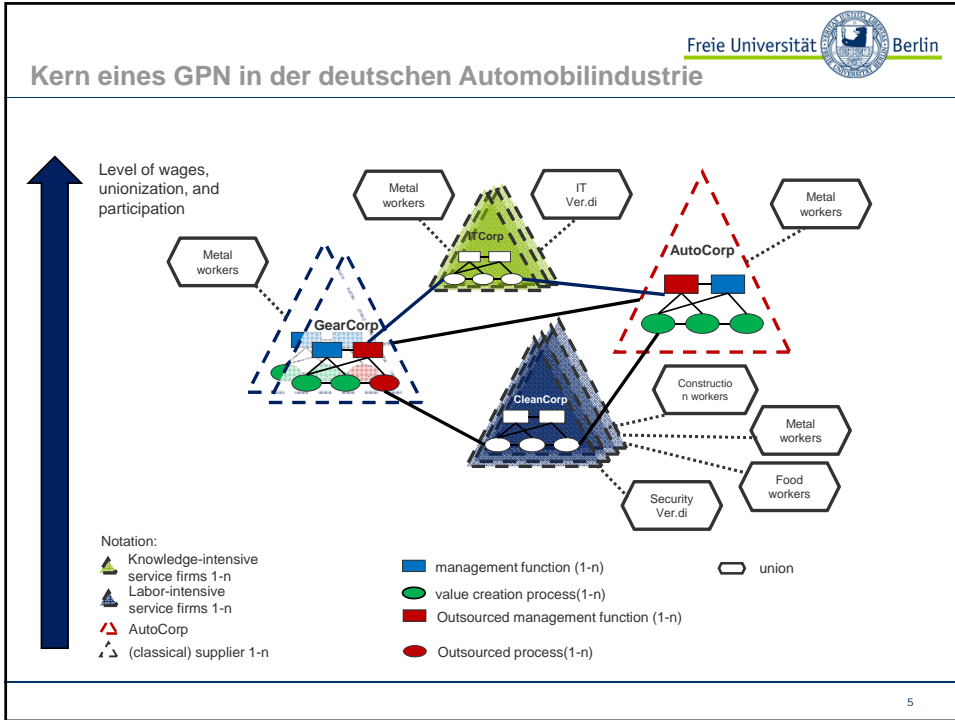 Freie Universität Berlin
Kern eines GPN in der deutschen Automobilindustrie
Level of wages,
unionization, and
participation
Metal
workers
IT
Ver.di
Metal
workers
Metal
workers
ITCorp
AutoCorp
GearCorp
CleanCorp
Constructio
n workers
Metal
workers
Food
workers
Security
Ver.di
Notation:
Knowledge-intensive
service firms 1-n
Labor-intensive
service firms 1-n
AutoCorp
(classical) supplier 1-n
management function (1-n)
value creation process(1-n)
Outsourced management function (1-n)
Outsourced process(1-n)
union
5